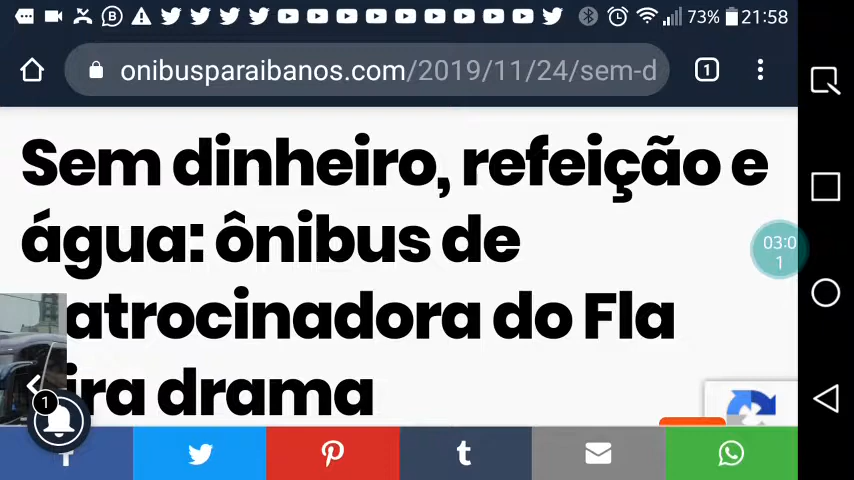 73% 21:58
onibusparaibanos.com/2019/11/24/sem-d
1
Sem dinheiro, refeição e
água: ônibus de
atrocinadora do Fla
ira drama
03:0
1
1